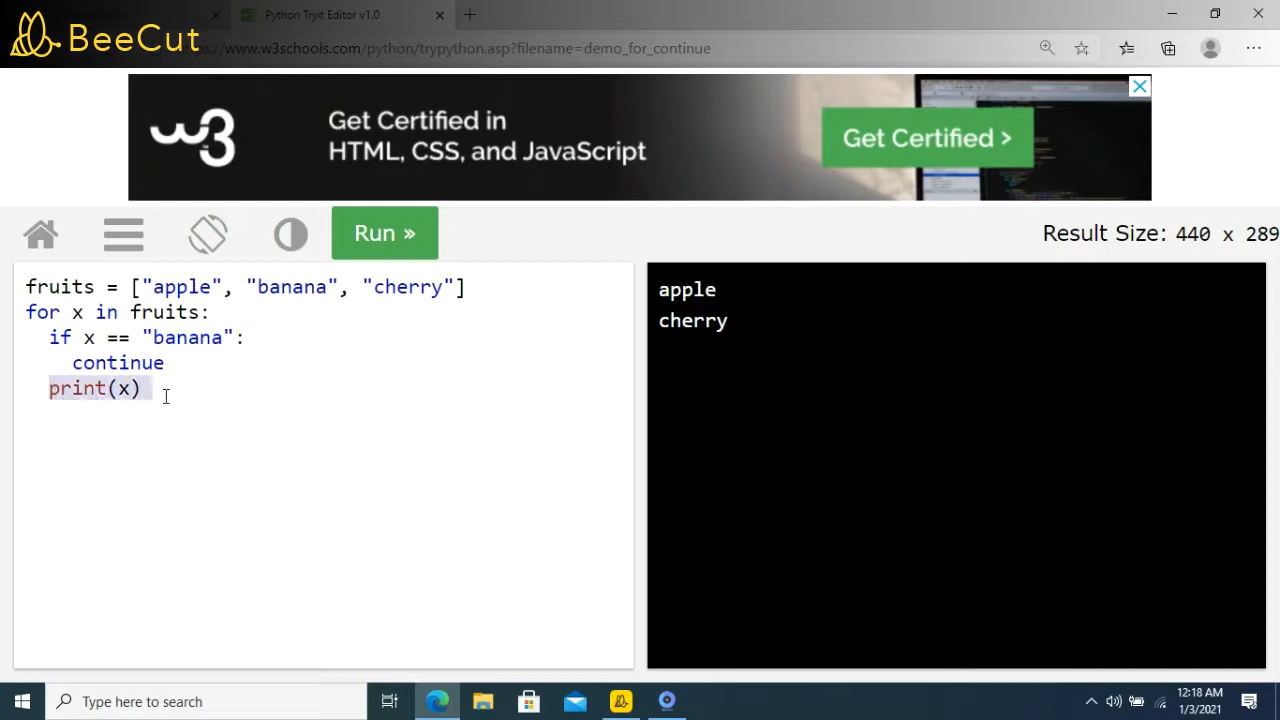 Python Tryit Editor v1.0
BeeCut
://www.w3schools.com/python/trypython.asp?filename=demo_for_continue
w3
Get Certified in
HTML, CSS, and JavaScript
Get Certified >
Run »
Result Size: 440 x 289
fruits = ["apple", "banana", "cherry"]
for x in fruits:
  if x == "banana":
    continue
  print(x)
apple
cherry
Type here to search
12:18 AM
1/3/2021